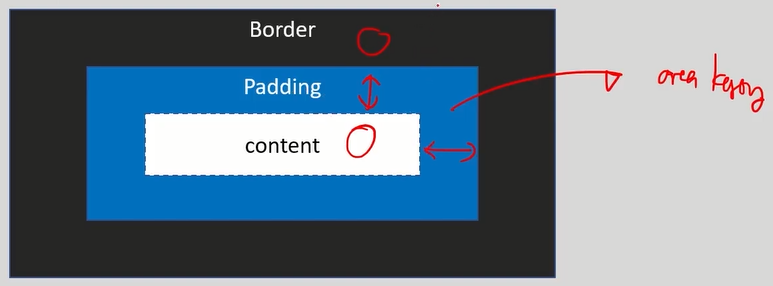 Border
Padding
area kosong
content